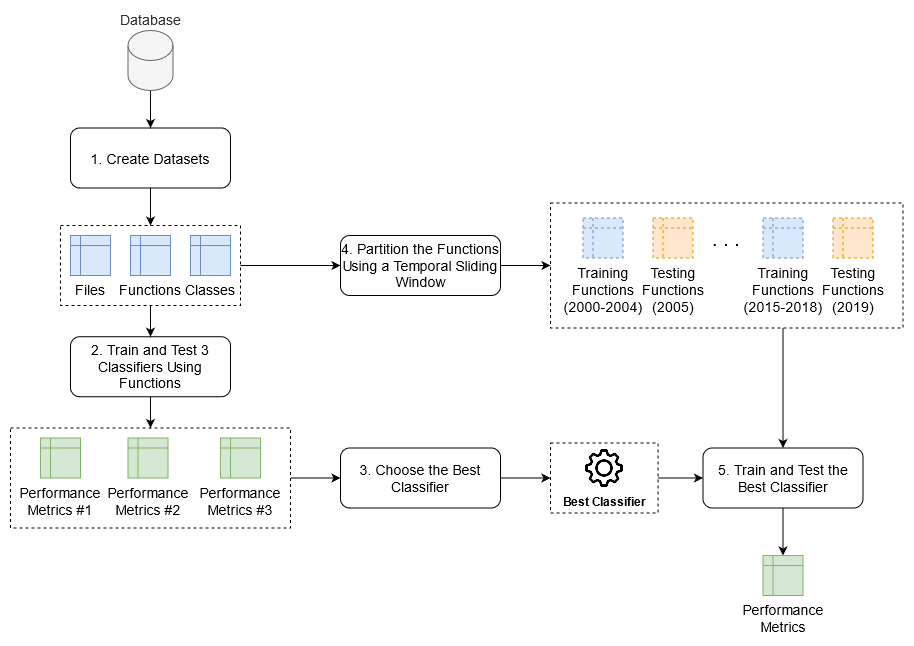 Database
1. Create Datasets
Files
Functions
Classes
4. Partition the Functions
Using a Temporal Sliding
Window
Training
Functions
(2000-2004)
Testing
Functions
(2005)
. . .
Training
Functions
(2015-2018)
Testing
Functions
(2019)
2. Train and Test 3
Classifiers Using
Functions
Performance
Metrics #1
Performance
Metrics #2
Performance
Metrics #3
3. Choose the Best
Classifier
Best Classifier
5. Train and Test the
Best Classifier
Performance
Metrics